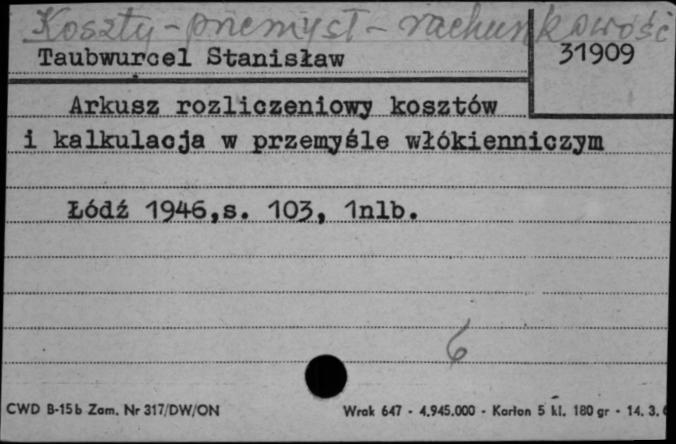 Koszty - przemysł - rachunkowość
Taubwurcel Stanisław
31909
Arkusz rozliczeniowy kosztów
i kalkulacja w przemyśle włókienniczym
Łódź 1946,s. 103, 1nlb.
6
CWD B-15b Zam. Nr 317/DW/ON
Wrak 647 - 4.945.000 - Karton 5 kl. 180 gr - 14. 3.